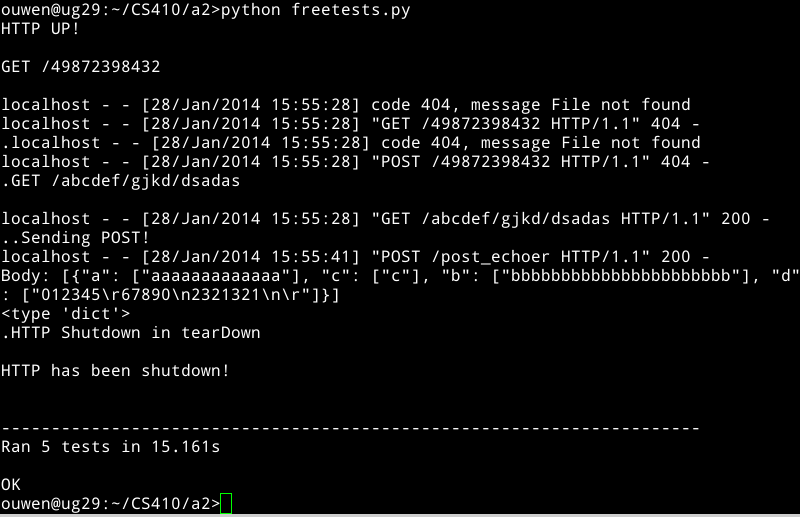 ouwen@ug29:~/CS410/a2>python freetests.py
HTTP UP!
GET /49872398432
localhost - - [28/Jan/2014 15:55:28] code 404, message File not found
localhost - - [28/Jan/2014 15:55:28] "GET /49872398432 HTTP/1.1" 404 -
.localhost - - [28/Jan/2014 15:55:28] code 404, message File not found
localhost - - [28/Jan/2014 15:55:28] "POST /49872398432 HTTP/1.1" 404 -
.GET /abcdef/gjkd/dsadas
localhost - - [28/Jan/2014 15:55:28] "GET /abcdef/gjkd/dsadas HTTP/1.1" 200 -
..Sending POST!
localhost - - [28/Jan/2014 15:55:41] "POST /post_echoer HTTP/1.1" 200 -
Body: [{"a": ["aaaaaaaaaaaaa"], "c": ["c"], "b": ["bbbbbbbbbbbbbbbbbbbbbb"], "d"
: ["012345\r67890\n2321321\n\r"]}]
<type 'dict'>
.HTTP Shutdown in tearDown
HTTP has been shutdown!
----------------------------------------------------------------------
Ran 5 tests in 15.161s
OK
ouwen@ug29:~/CS410/a2>